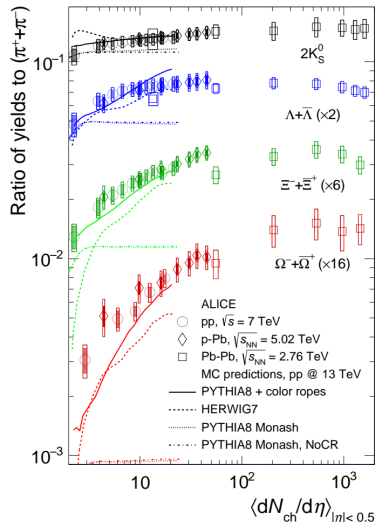 Ratio of yields to (π⁺+π⁻)
10⁻¹
10⁻²
10⁻³
2K⁰S
Λ+Λ̅ (×2)
Ξ⁻+Ξ̅⁺ (×6)
Ω⁻+Ω̅⁺ (×16)
ALICE
pp, √s = 7 TeV
p-Pb, √sNN = 5.02 TeV
Pb-Pb, √sNN = 2.76 TeV
MC predictions, pp @ 13 TeV
PYTHIA8 + color ropes
HERWIG7
PYTHIA8 Monash
PYTHIA8 Monash, NoCR
10 10² 10³
⟨dNch/dη⟩|η| < 0.5